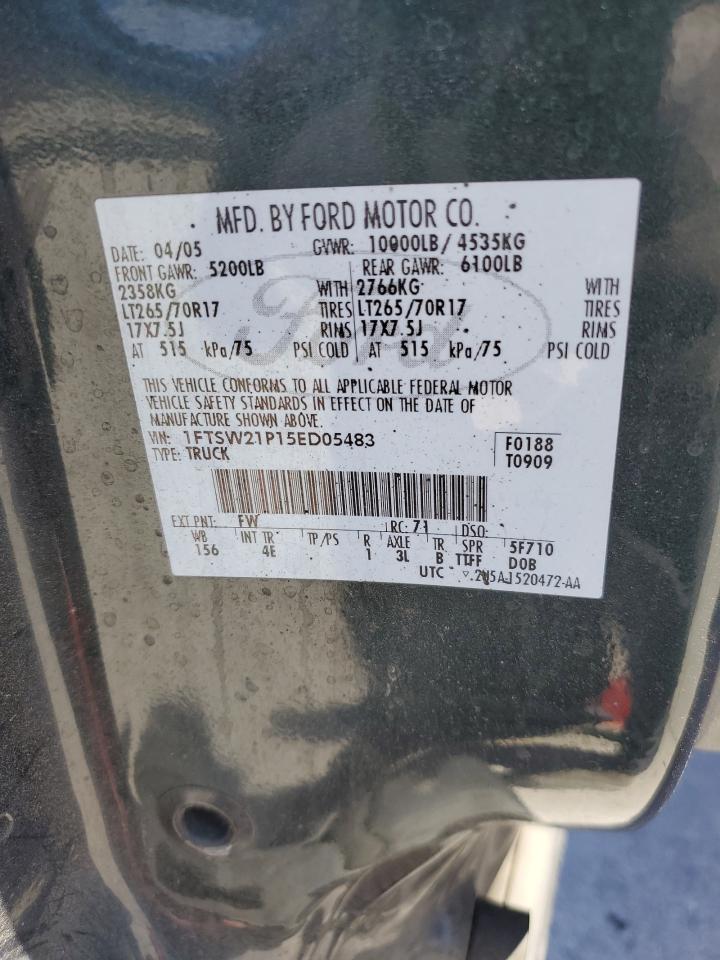 MFD. BY FORD MOTOR CO.
DATE: 04/05 GVWR: 10000LB/ 4535KG
FRONT GAWR: 5200LB REAR GAWR: 6100LB
2358KG WITH 2766KG WITH
LT265/70R17 TIRES LT265/70R17 TIRES
17X7.5J RIMS 17X7.5J RIMS
AT 515 kPa/75 PSI COLD AT 515 kPa/75 PSI COLD
Ford
THIS VEHICLE CONFORMS TO ALL APPLICABLE FEDERAL MOTOR
VEHICLE SAFETY STANDARDS IN EFFECT ON THE DATE OF
MANUFACTURE SHOWN ABOVE.
VIN: 1FTSW21P15ED05483 F0188
TYPE: TRUCK T0909
EXT PNT: FW RC: 71 DSO:
WB INT TR TP/PS R AXLE TR SPR 5F710
156 4E 1 3L B TTFF DOB
UTC